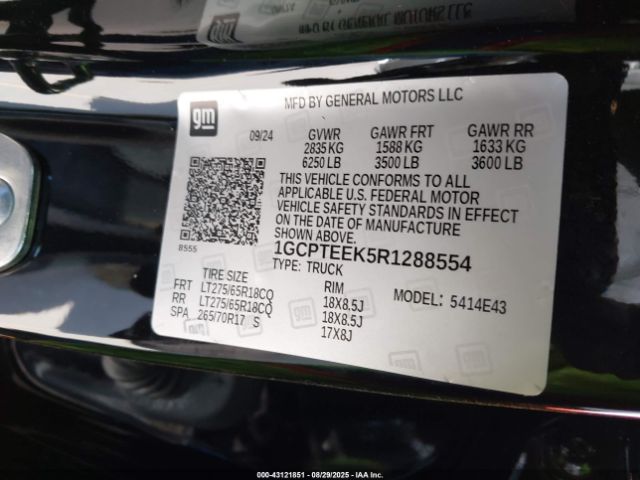 gm
MFD BY GENERAL MOTORS LLC
09/24 GVWR GAWR FRT GAWR RR
2835 KG 1588 KG 1633 KG
6250 LB 3500 LB 3600 LB
THIS VEHICLE CONFORMS TO ALL
APPLICABLE U.S. FEDERAL MOTOR
VEHICLE SAFETY STANDARDS IN EFFECT
ON THE DATE OF MANUFACTURE
SHOWN ABOVE.
8555
1GCPTEEK5R1288554
TYPE: TRUCK
TIRE SIZE RIM
FRT LT275/65R18CQ 18X8.5J MODEL: 5414E43
RR LT275/65R18CQ 18X8.5J
SPA 265/70R17 S 17X8J
000-43121851 - 08/29/2025 - IAAI, INC.